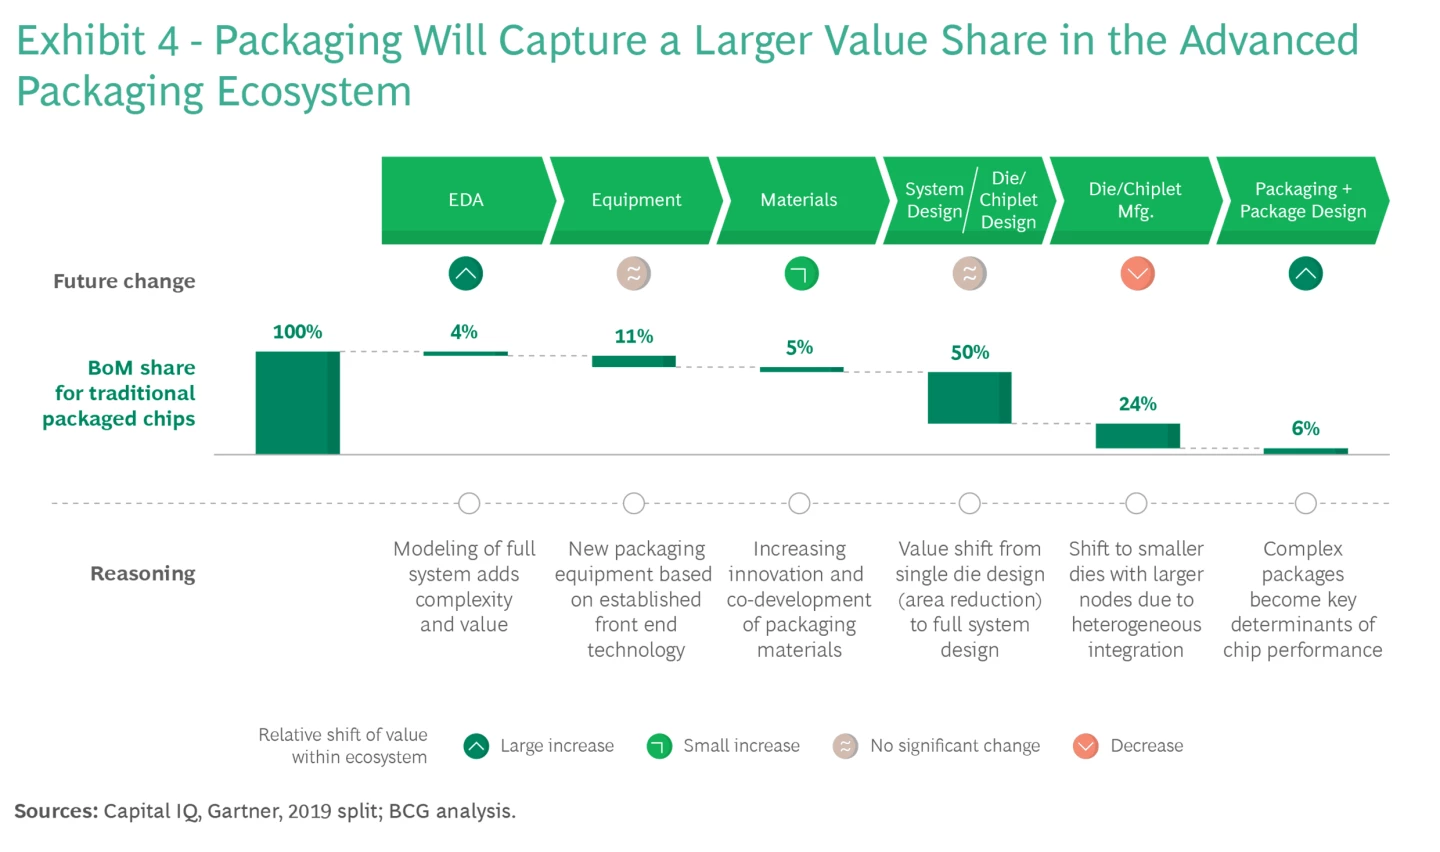 Exhibit 4 - Packaging Will Capture a Larger Value Share in the Advanced
Packaging Ecosystem
EDA
Equipment
Materials
System
Design
Die/
Chiplet
Design
Die/Chiplet
Mfg.
Packaging +
Package Design
Future change
BoM share
for traditional
packaged chips
100%
4%
11%
5%
50%
24%
6%
Reasoning
Modeling of full
system adds
complexity
and value
New packaging
equipment based
on established
front end
technology
Increasing
innovation and
co-development
of packaging
materials
Value shift from
single die design
(area reduction)
to full system
design
Shift to smaller
dies with larger
nodes due to
heterogeneous
integration
Complex
packages
become key
determinants of
chip performance
Relative shift of value
within ecosystem
Large increase
Small increase
No significant change
Decrease
Sources: Capital IQ, Gartner, 2019 split; BCG analysis.